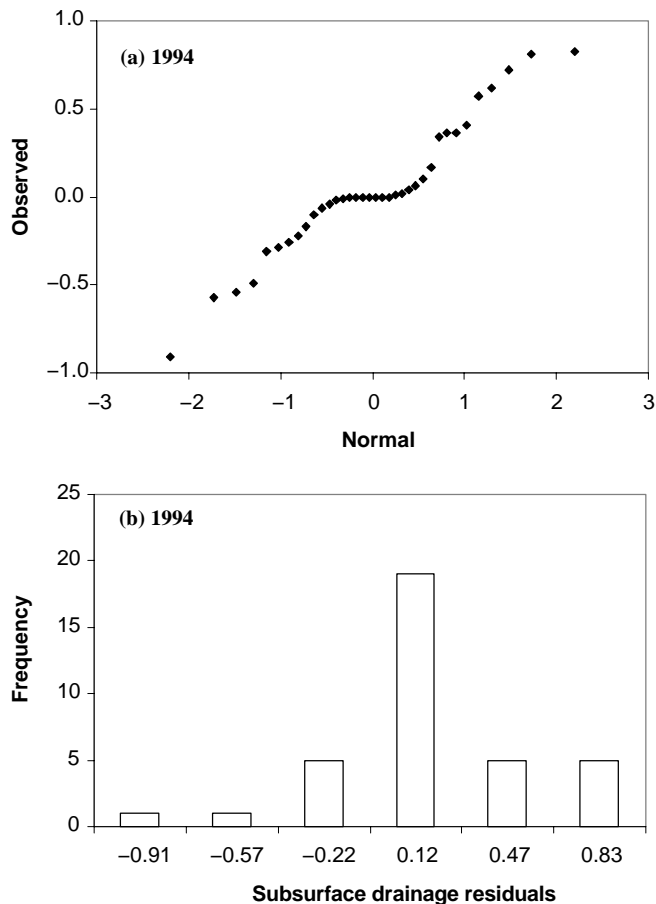 1.0
(a) 1994
0.5
Observed
0.0
−0.5
−1.0
−3 −2 −1 0 1 2 3
Normal
25
(b) 1994
20
Frequency
15
10
5
0
−0.91 −0.57 −0.22 0.12 0.47 0.83
Subsurface drainage residuals